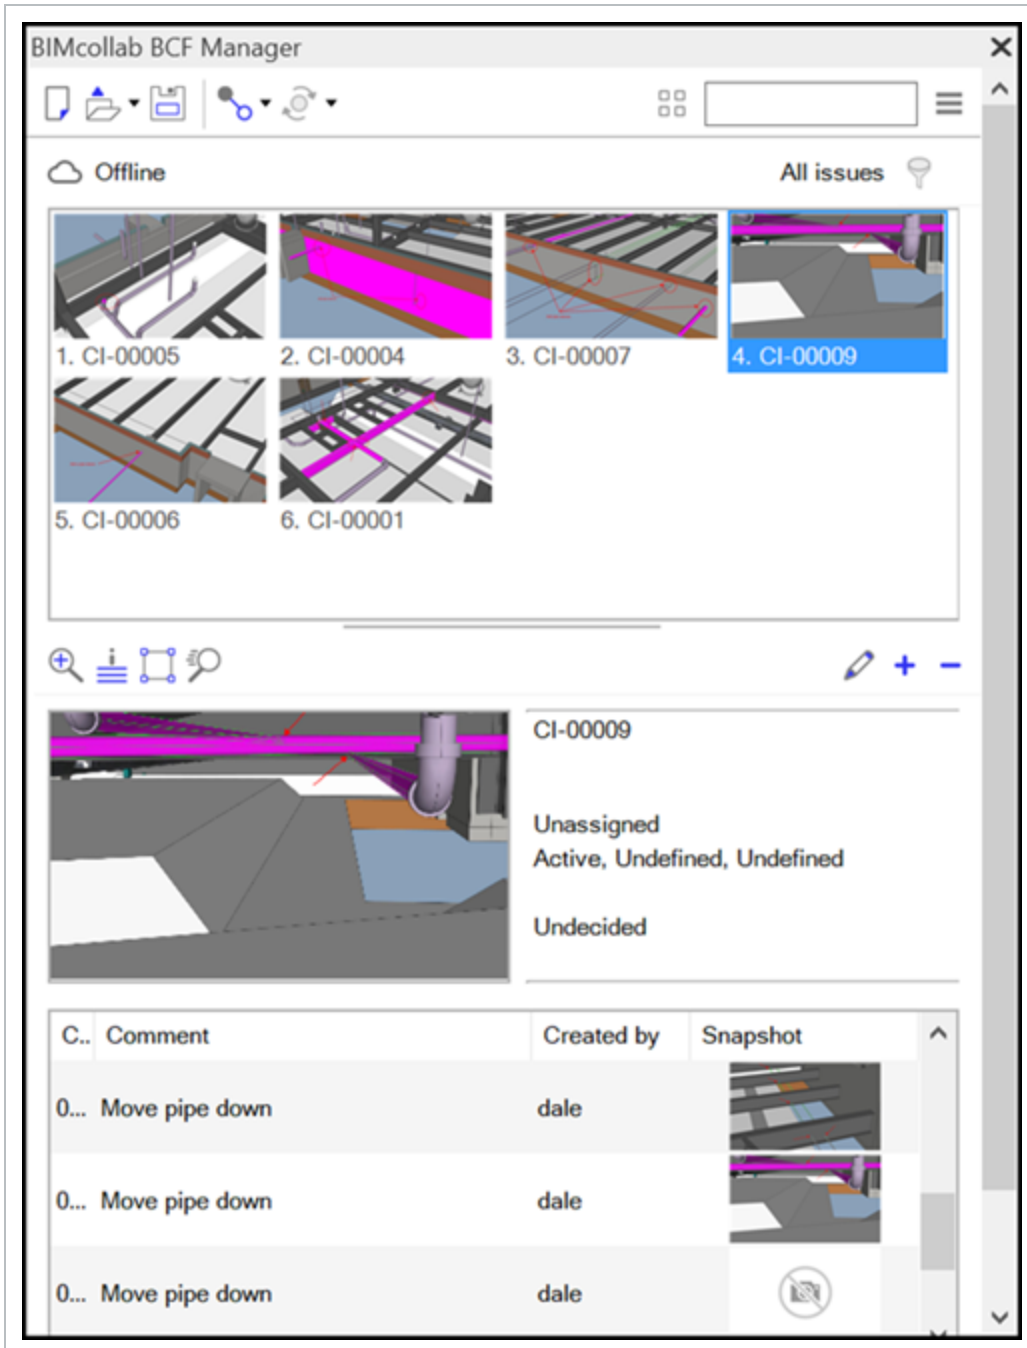 BIMcollab BCF Manager
Offline
All issues
1. CI-00005
2. CI-00004
3. CI-00007
4. CI-00009
5. CI-00006
6. CI-00001
CI-00009
Unassigned
Active, Undefined, Undefined
Undecided
C.. Comment Created by Snapshot
0... Move pipe down dale
0... Move pipe down dale
0... Move pipe down dale